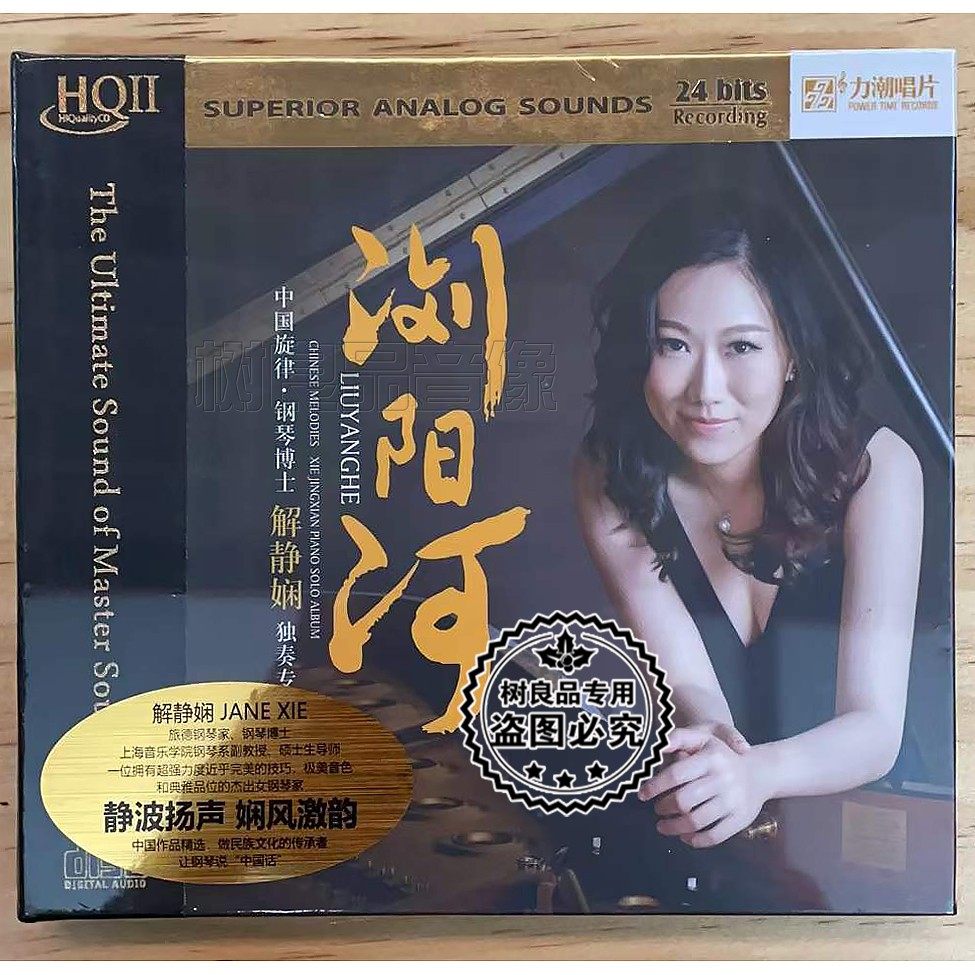 HQII
HiQualityCD
SUPERIOR ANALOG SOUNDS
24 bits
Recording
力潮唱片
POWER TIME RECORDS
The Ultimate Sound of Master Sou
浏阳河
LIUYANGHE
CHINESE MELODIES XIE JINGXIAN PIANO SOLO ALBUM
中国旋律·钢琴博士 解静娴 独奏专
树良品音像
树良品专用
盗图必究
解静娴 JANE XIE
旅德钢琴家、钢琴博士
上海音乐学院钢琴系副教授、硕士生导师
一位拥有超强力度近乎完美的技巧，极美音色
和典雅品位的杰出女钢琴家
静波扬声 娴风激韵
中国作品精选，做民族文化的传承者
让钢琴说“中国话”
DIGITAL AUDIO